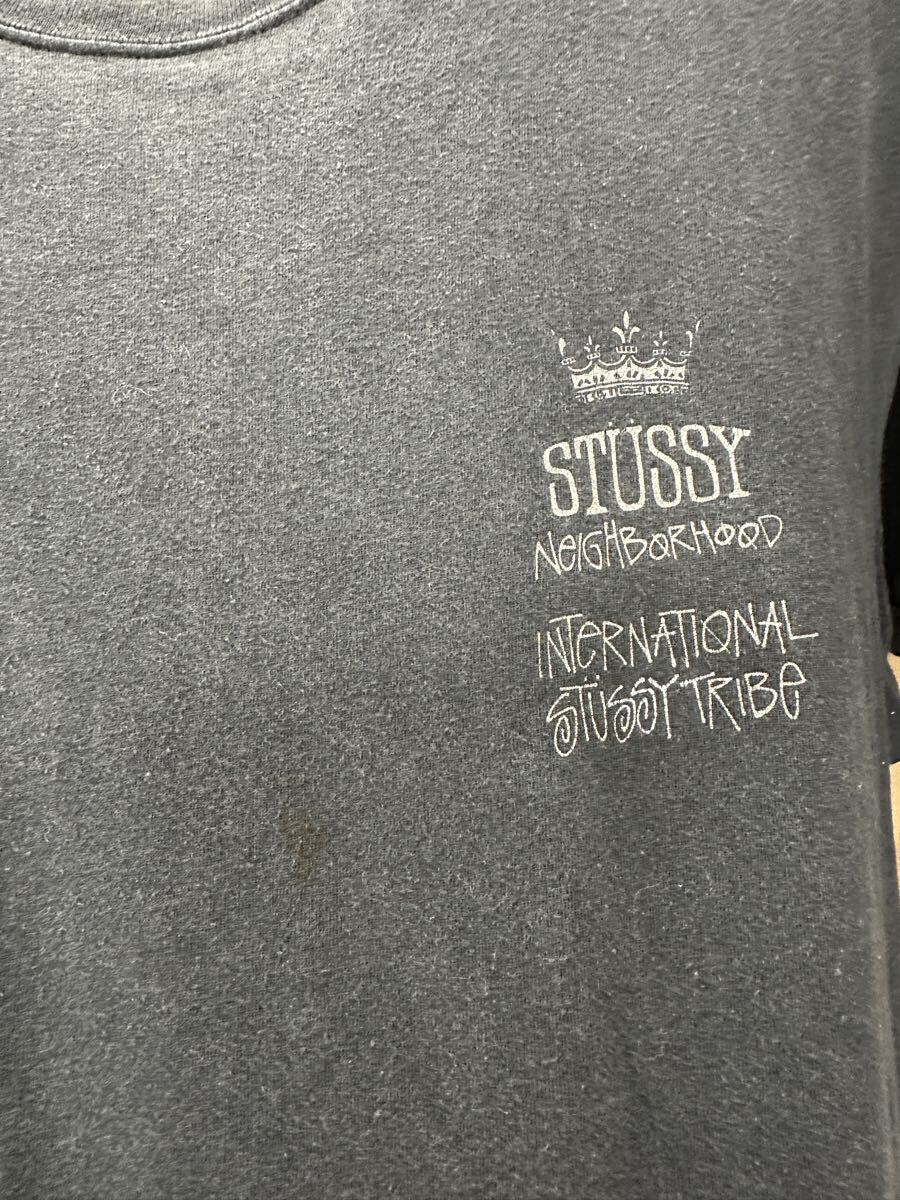 STÜSSY
NEIGHBORHOOD
INTERNATIONAL
STÜSSY TRIBE